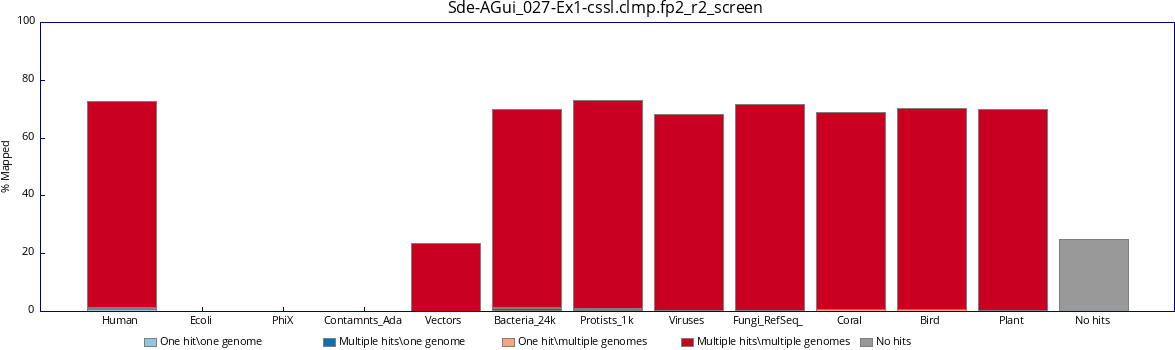 Sde-AGui_027-Ex1-cssl.clmp.fp2_r2_screen
100
80
60
40
20
0
% Mapped
Human Ecoli PhiX Contamnts_Ada Vectors Bacteria_24k Protists_1k Viruses Fungi_RefSeq_ Coral Bird Plant No hits
One hit\one genome Multiple hits\one genome One hit\multiple genomes Multiple hits\multiple genomes No hits